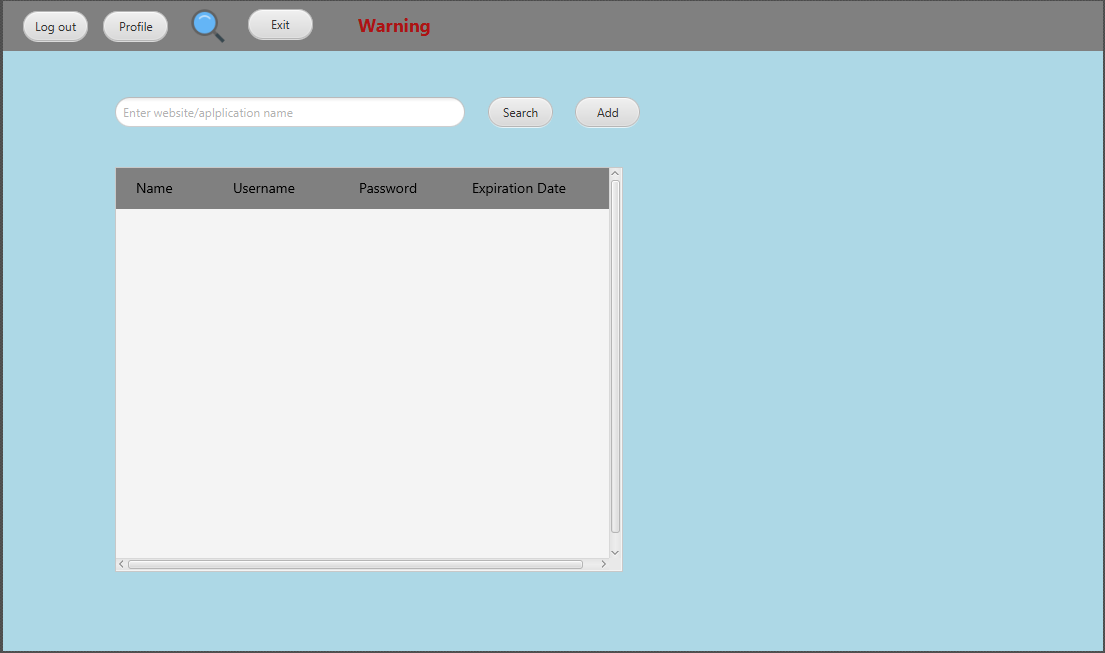 Log out Profile Exit Warning
Enter website/aplplication name Search Add
Name Username Password Expiration Date